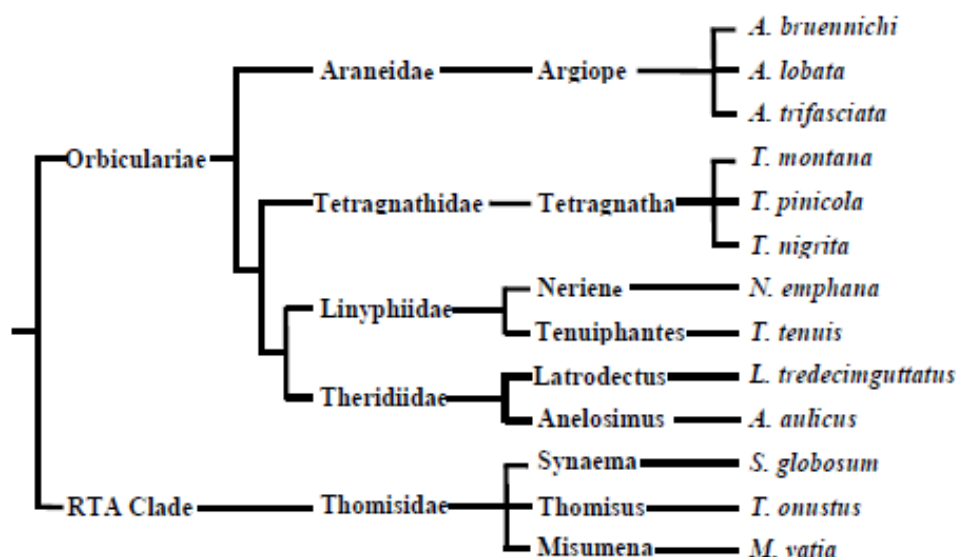 A. bruennichi
Araneidae Argiope A. lobata
A. trifasciata
Orbiculariae T. montana
Tetragnathidae Tetragnatha T. pinicola
T. nigrita
Linyphiidae Neriene N. emphana
Tenuiphantes T. tenuis
Latrodectus L. tredecimguttatus
Theridiidae Anelosimus A. aulicus
Synaema S. globosum
RTA Clade Thomisidae Thomisus T. onustus
Misumena M. vatia